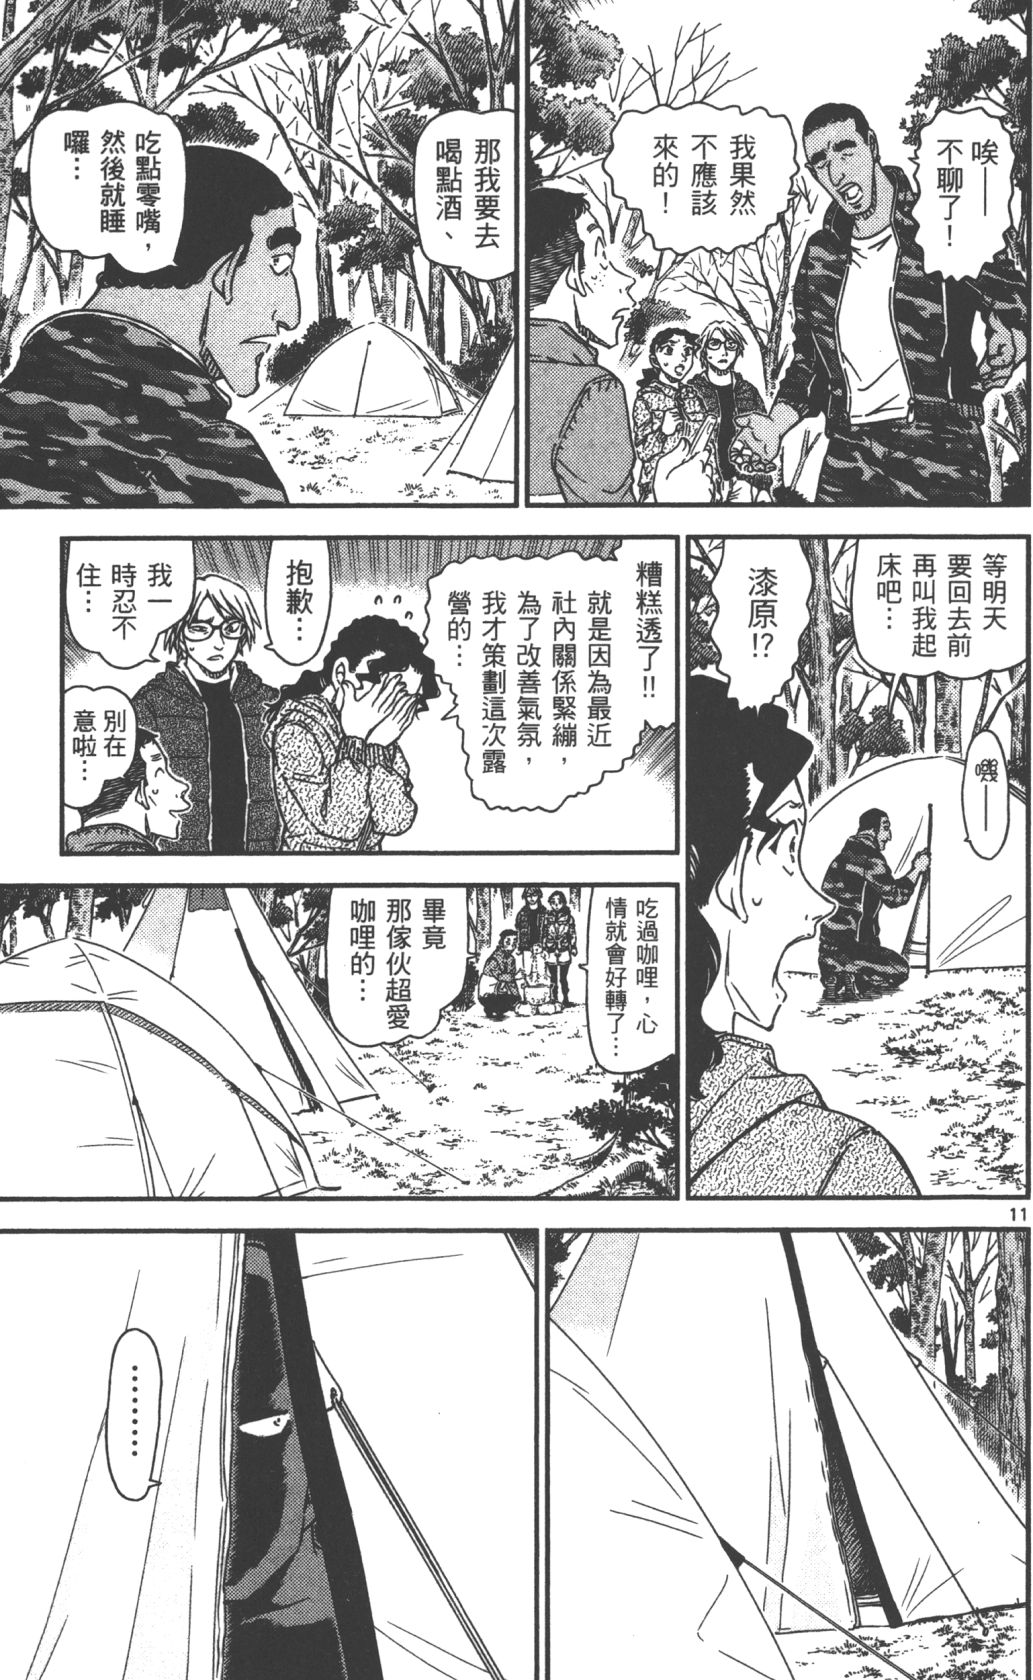 唉——
不聊了！
我果然
不應該
來的！
那我要去
喝點酒、
吃點零嘴，
然後就睡
囉…
等明天
要回去前
再叫我起
床吧…
漆原!?
嘰——
糟糕透了!!
就是因為最近
社內關係緊繃，
為了改善氣氛，
我才策劃這次露
營的…
抱歉…
我一
時忍不
住…
別在
意啦…
吃過咖哩，心
情就會好轉了…
畢竟
那傢伙超愛
咖哩的…
11
………